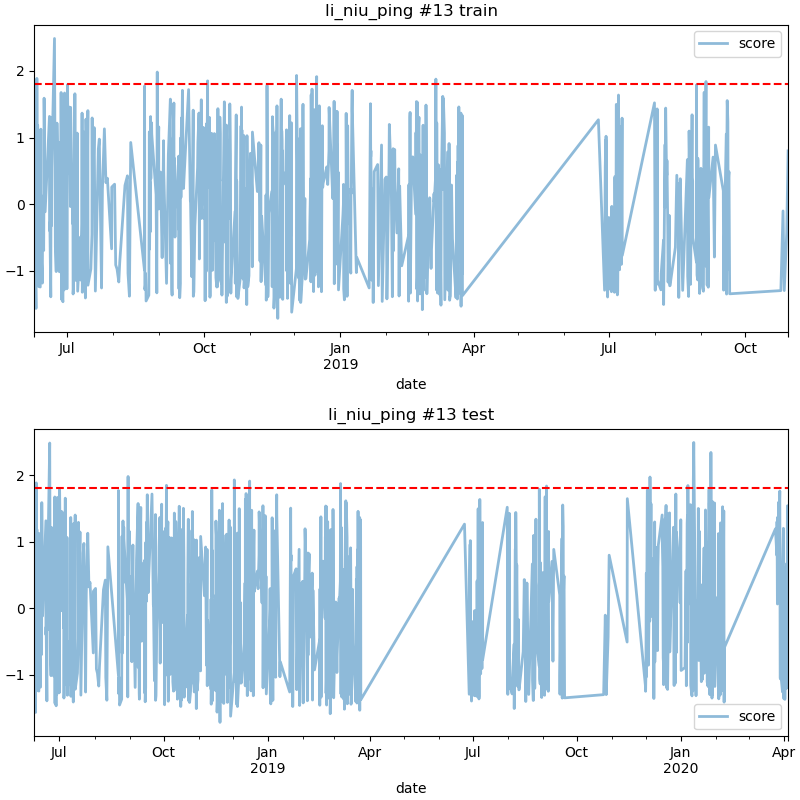 li_niu_ping #13 train
score
2
1
0
−1
Jul
Oct
Jan
2019
Apr
Jul
Oct
date
li_niu_ping #13 test
2
1
0
−1
score
Jul
Oct
Jan
2019
Apr
Jul
Oct
Jan
2020
Apr
date